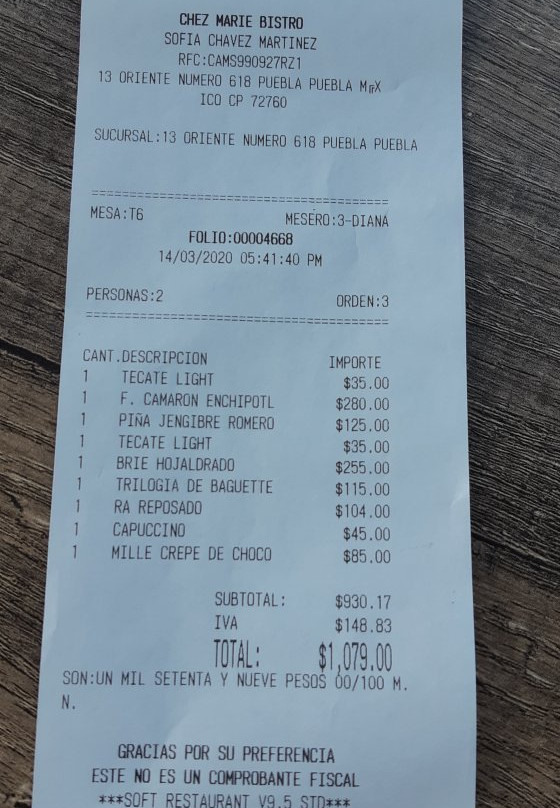 CHEZ MARIE BISTRO
SOFIA CHAVEZ MARTINEZ
RFC:CAMS990927RZ1
13 ORIENTE NUMERO 618 PUEBLA PUEBLA
ICO CP 72760
SUCURSAL:13 ORIENTE NUMERO 618 PUEBLA PUEBLA
=====================================
MESA:T6 MESERO:3-DIANA
FOLIO:00004668
14/03/2020 05:41:40 PM
PERSONAS:2 ORDEN:3
=====================================
CANT.DESCRIPCION IMPORTE
1 TECATE LIGHT $35.00
1 F. CAMARON ENCHIPOTL $280.00
1 PIÑA JENGIBRE ROMERO $125.00
1 TECATE LIGHT $35.00
1 BRIE HOJALDRADO $255.00
1 TRILOGIA DE BAGUETTE $115.00
1 RA REPOSADO $104.00
1 CAPUCCINO $45.00
1 MILLE CREPE DE CHOCO $85.00
SUBTOTAL: $930.17
IVA $148.83
TOTAL: $1,079.00
SON:UN MIL SETENTA Y NUEVE PESOS 00/100 M.
N.
GRACIAS POR SU PREFERENCIA
ESTE NO ES UN COMPROBANTE FISCAL
***SOFT RESTAURANT V9.5 STD***